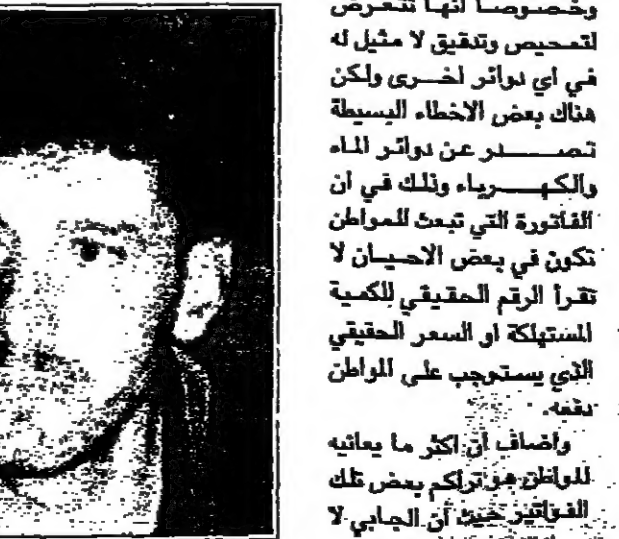 وخصوصا انها تتعرض
لتمحيص وتدقيق لا مثيل له
في اي دوائر اخرى ولكن
هناك بعض الاخطاء البسيطة
تصدر عن دوائر الماء
والكهرباء وذلك في ان
الفاتورة التي تبعث للمواطن
تكون في بعض الاحيان لا
تقرأ الرقم الحقيقي للكمية
المستهلكة او السعر الحقيقي
الذي يستوجب على المواطن
دفعه.
واضاف ان اكثر ما يعانيه
المواطن هو تراكم بعض تلك
الفواتير حيث أن الجابي لا